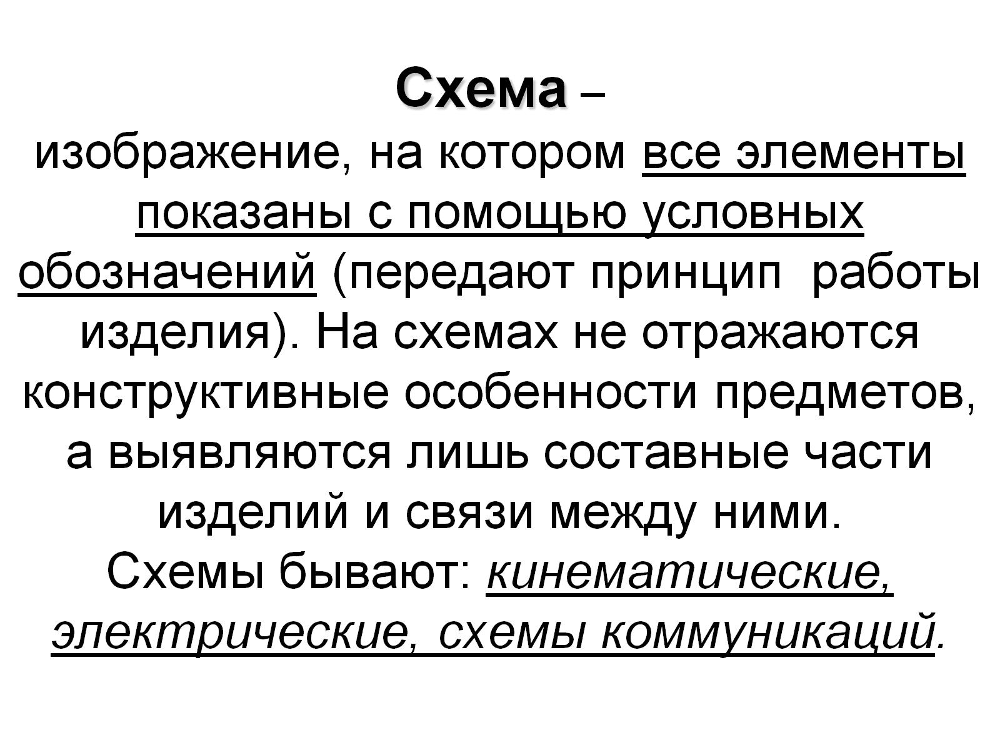 Схема –
изображение, на котором все элементы
показаны с помощью условных
обозначений (передают принцип  работы
изделия). На схемах не отражаются
конструктивные особенности предметов,
а выявляются лишь составные части
изделий и связи между ними.
Схемы бывают: кинематические,
электрические, схемы коммуникаций.